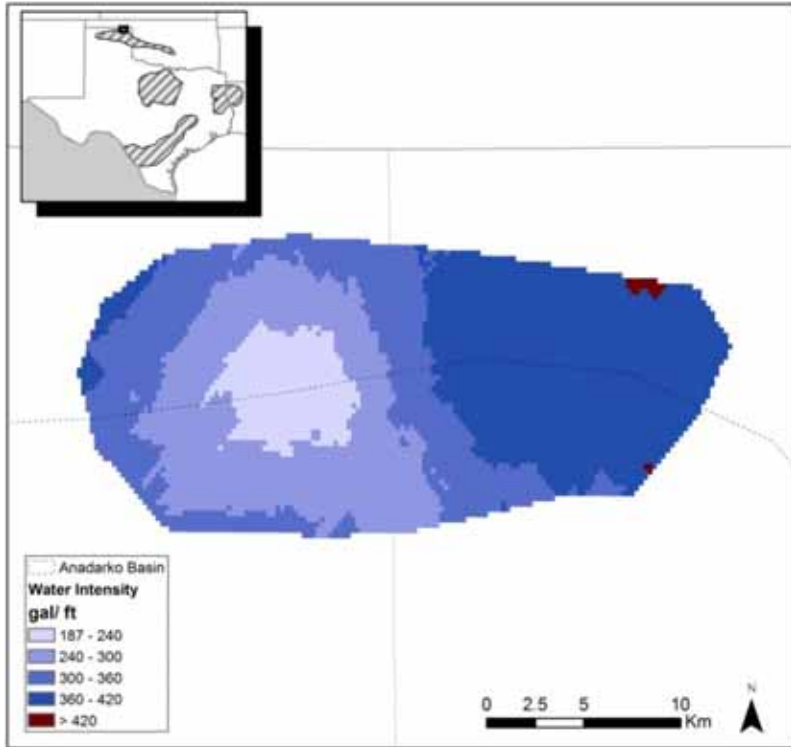 Anadarko Basin
Water Intensity
gal/ ft
187 - 240
240 - 300
300 - 360
360 - 420
> 420
0 2.5 5 10
Km
N